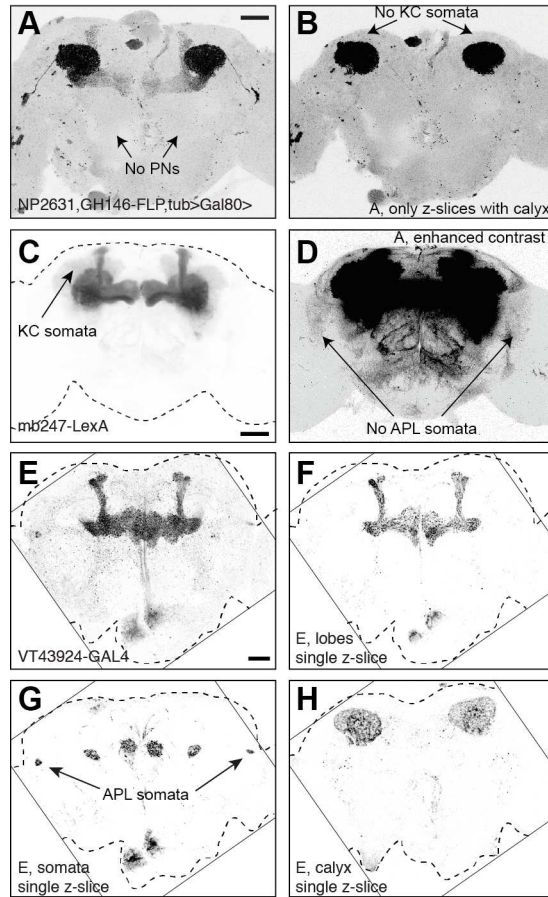 A
No PNs
NP2631,GH146-FLP,tub>Gal80>
B
No KC somata
A, only z-slices with calyx
C
KC somata
mb247-LexA
D
A, enhanced contrast
No APL somata
E
VT43924-GAL4
F
E, lobes
single z-slice
G
APL somata
E, somata
single z-slice
H
E, calyx
single z-slice